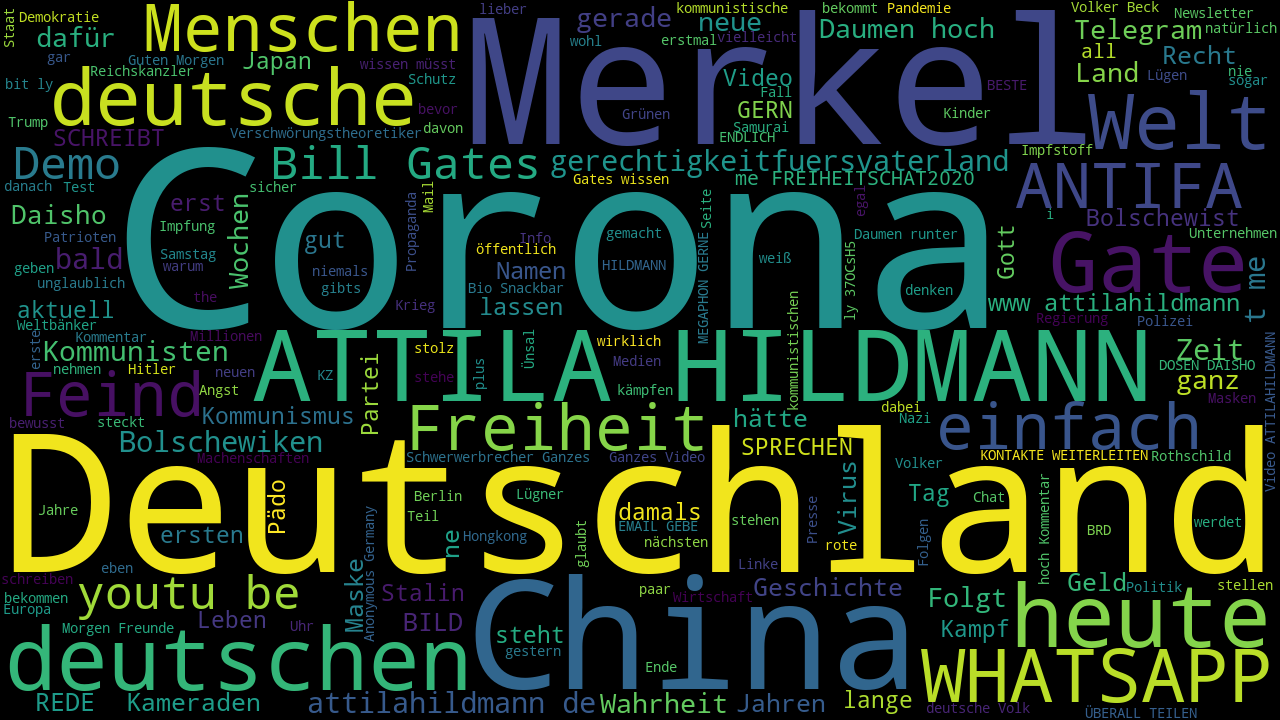 Staat
Demokratie
dafür
Menschen
lieber
gerade
kommunistische
neue
bekommt
Pandemie
Daumen hoch
Volker Beck
Newsletter
Telegram
natürlich
gar
Guten Morgen
Japan
wohl
erstmal
Vielleicht
all
Recht
Reichskanzler
wissen müsst
Merkel
bit ly
deutsche
Schutz
Video
Fall
BESTE
Land
Lügen
nie
sogar
Trump
SCHREIBT
Verschwörungstheoretiker
bevor
davon
Grünen
GERN
Samurai
ENDLICH
Kinder
Welt
Demo
Bill Gates
gerechtigkeitfuersvaterland
Impfstoff
danach
Test
sicher
Gates wissen
me FREIHEITSCHAT2020
ANTIFA
Daisho
erst
Wochen
Mail
Propaganda
Seite
egal
i
Bolschewist
Patrioten
Impfung
Samstag
gut
Info
öffentlich
gemacht
Daumen runter
Gott
Unternehmen
bald
geben
unglaublich
warum
niemals
gibts
Namen
Bio Snackbar
HILDMANN
weiß
denken
Gate
t me
aktuell
the
Corona
Krieg
lassen
MEGAPHON GERNE
ly 37OCsH5
www attilahildmann
Weltbänker
Kommentar
Millionen
Regierung
Polizei
erste
Kommunisten
nehmen
Hitler
neuen
Angst
ATTILA HILDMANN
stolz
KZ
stehe
plus
Ünsal
wirklich
Medien
kämpfen
kommunistischen
Zeit
DOSEN DAISHO
ganz
Masken
Feind
bewusst
steckt
Kommunismus
Partei
Freiheit
hätte
dabei
Nazi
einfach
Video ATTILAHILDMANN
Bolschewiken
Machenschaften
Schwerwerbrecher Ganzes
Ganzes Video
SPRECHEN
Volker
KONTAKTE WEITERLEITEN
Rothschild
Deutschland
Jahre
Pädo
Berlin
Teil
Lügner
damals
EMAIL GEBE
stehen
Virus
Tag
Chat
BRD
werdet
ersten
Anonymous Germany
ne
Hongkong
glaubt
nächsten
Presse
rote
Folgen
hoch Kommentar
schreiben
eben
Maske
Linke
bekommen
Europa
youtu be
Leben
Stalin
BILD
China
paar
Wirtschaft
Geschichte
Folgt
Geld
Politik
stellen
Morgen Freunde
Uhr
steht
gestern
Kampf
heute
deutschen
Ende
WHATSAPP
REDE
Kameraden
attilahildmann de
Wahrheit
Jahren
lange
deutsche Volk
ÜBERALL TEILEN